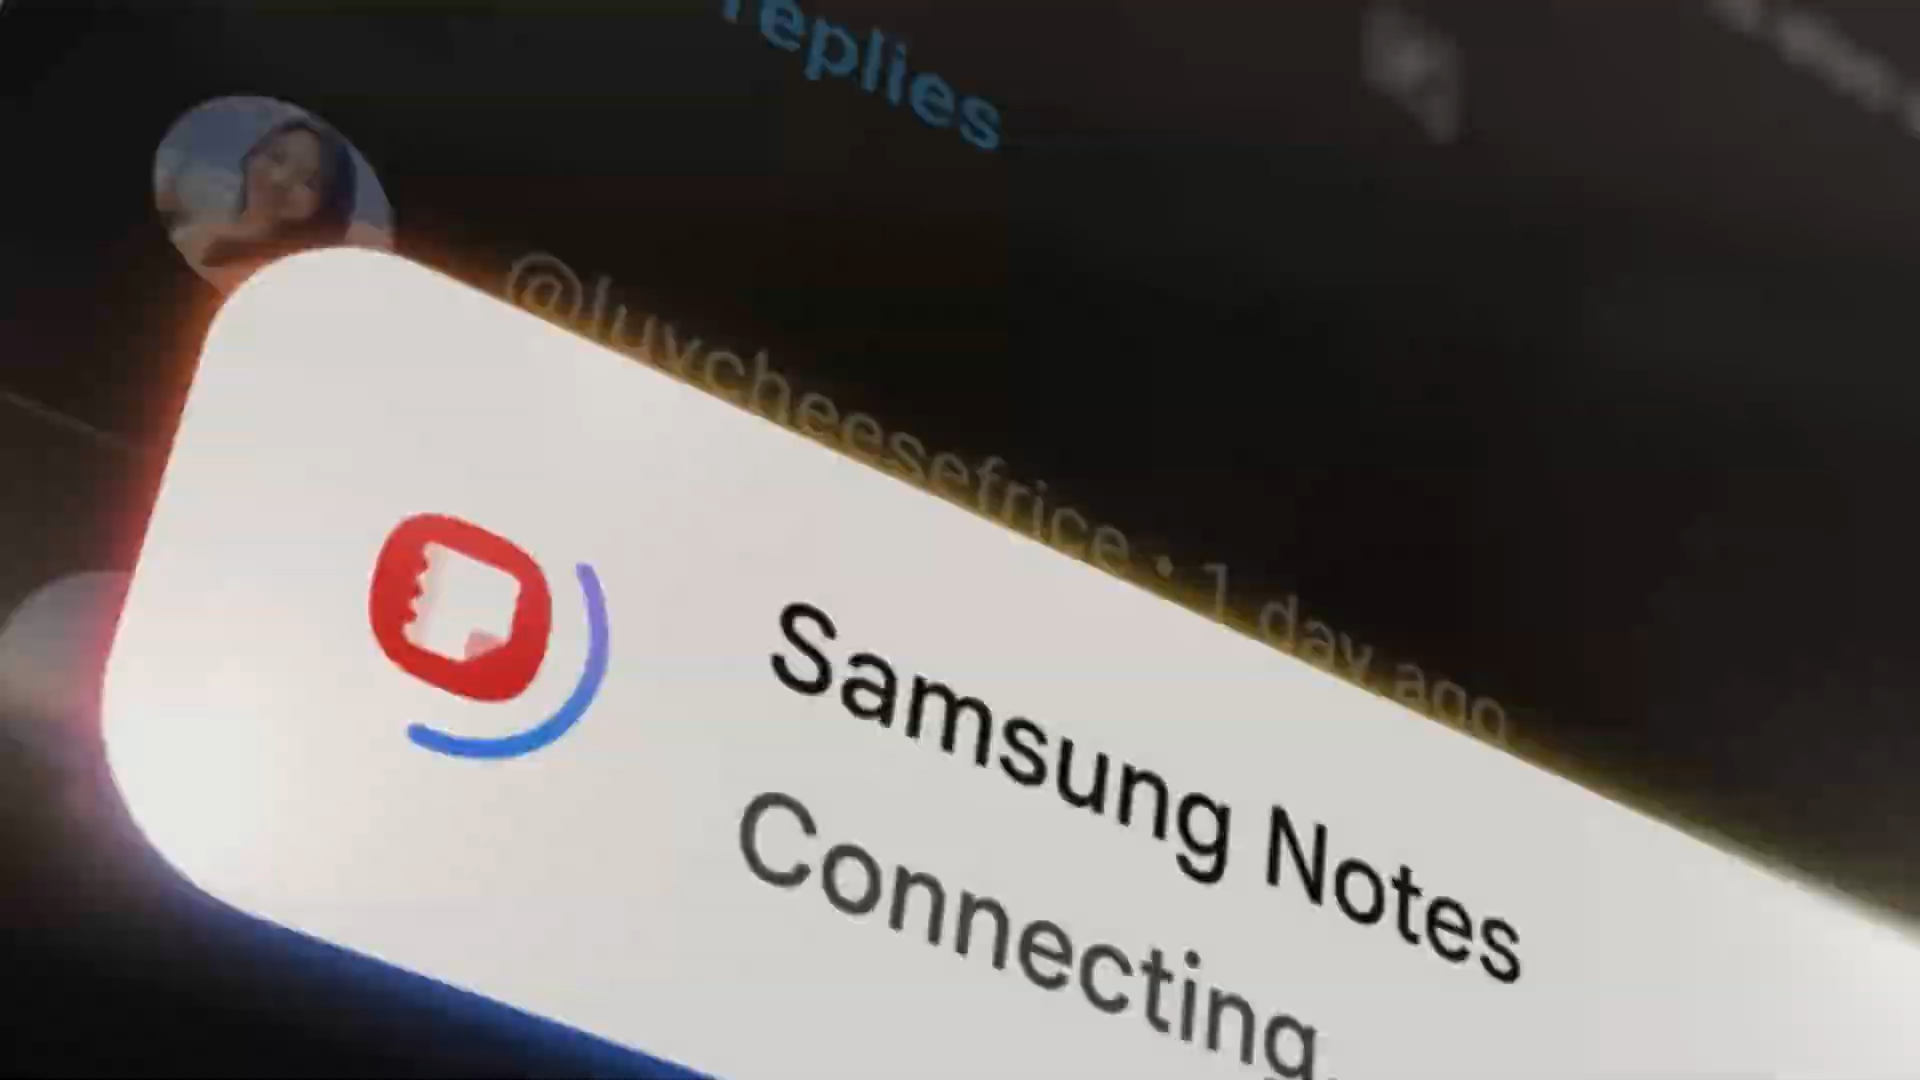 replies
@luvcheesefrice • 1 day ago
Samsung Notes
Connecting